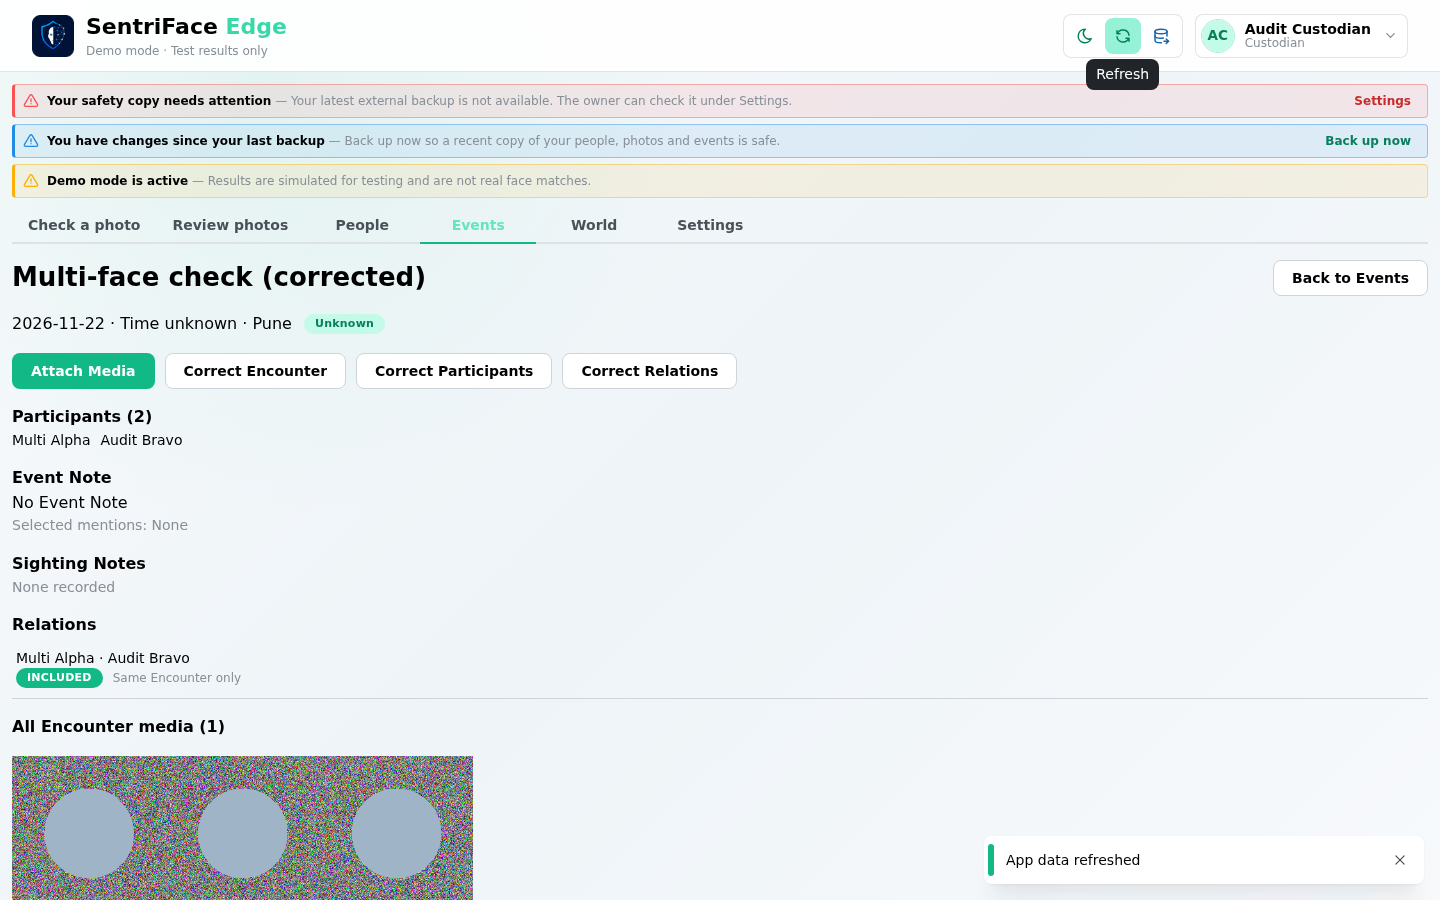 SentriFace Edge
Demo mode · Test results only
AC
Audit Custodian
Custodian
Refresh
Your safety copy needs attention — Your latest external backup is not available. The owner can check it under Settings.
Settings
You have changes since your last backup — Back up now so a recent copy of your people, photos and events is safe.
Back up now
Demo mode is active — Results are simulated for testing and are not real face matches.
Check a photo
Review photos
People
Events
World
Settings
Multi-face check (corrected)
Back to Events
2026-11-22 · Time unknown · Pune
Unknown
Attach Media
Correct Encounter
Correct Participants
Correct Relations
Participants (2)
Multi Alpha Audit Bravo
Event Note
No Event Note
Selected mentions: None
Sighting Notes
None recorded
Relations
Multi Alpha · Audit Bravo
INCLUDED Same Encounter only
All Encounter media (1)
App data refreshed